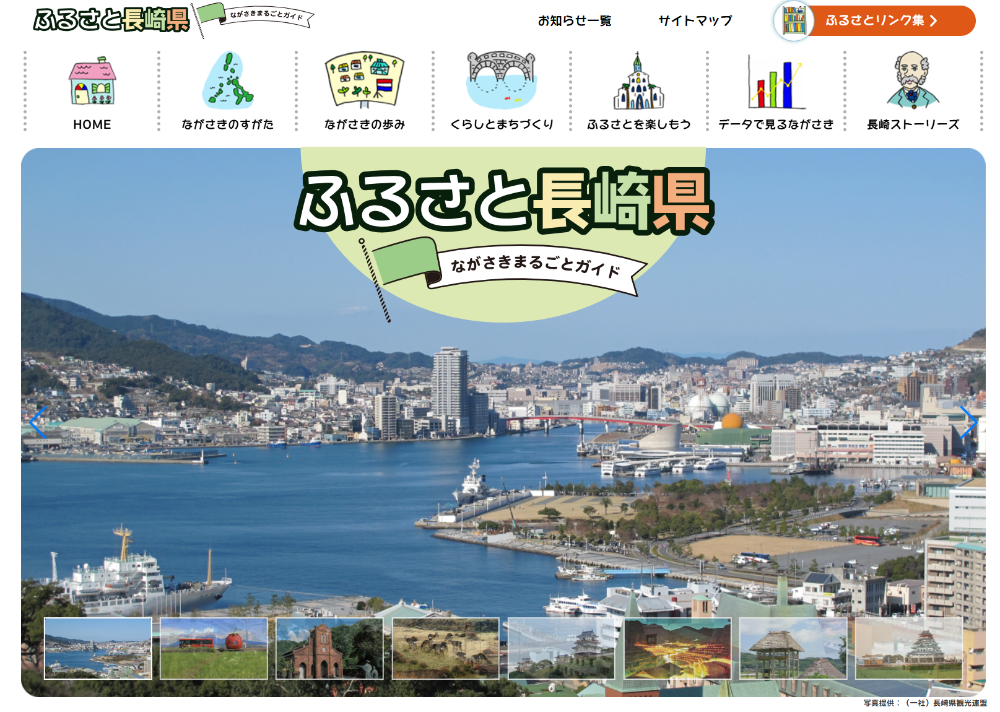 ふるさと長崎県
ながさきまるごとガイド
お知らせ一覧
サイトマップ
ふるさとリンク集
HOME
ながさきのすがた
ながさきの歩み
くらしとまちづくり
ふるさとを楽しもう
データで見るながさき
長崎ストーリーズ
ふるさと長崎県
ながさきまるごとガイド
写真提供：（一社）長崎県観光連盟